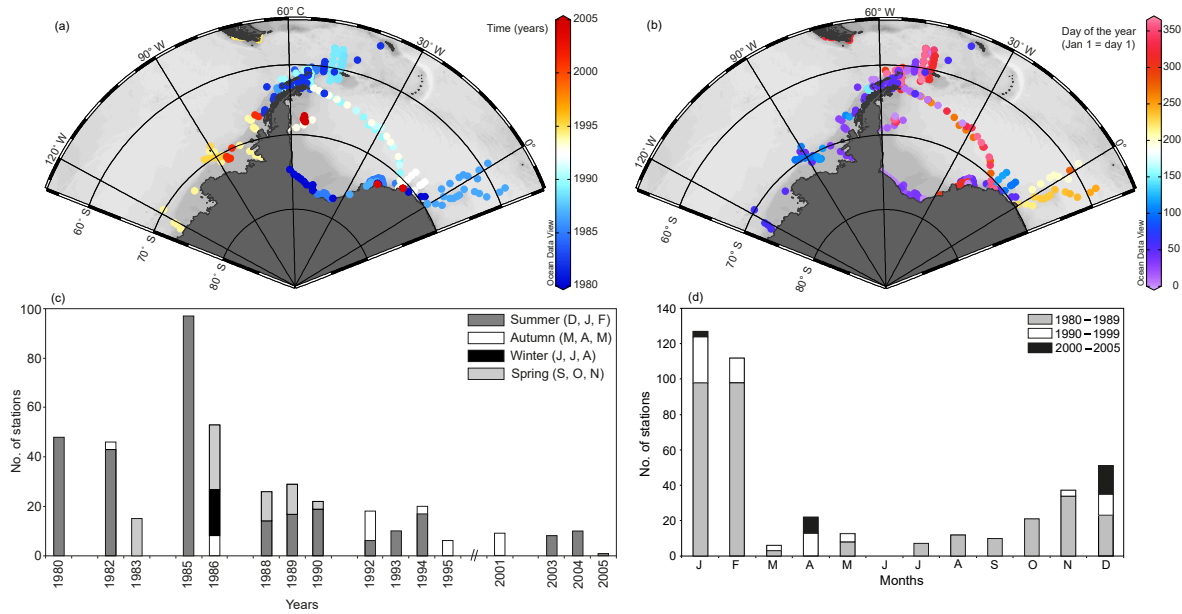 (a)
60° C
Time (years)
90° W
30° W
120° W
0°
60° S
70° S
80° S
Ocean Data View
2005
2000
1995
1990
1985
1980
(b)
60° W
Day of the year
(Jan 1 = day 1)
90° W
30° W
120° W
0°
60° S
70° S
80° S
Ocean Data View
350
300
250
200
150
100
50
0
(c)
No. of stations
100
80
60
40
20
0
Summer (D, J, F)
Autumn (M, A, M)
Winter (J, J, A)
Spring (S, O, N)
1980 1982 1983 1985 1986 1988 1989 1990 1992 1993 1994 1995 // 2001 2003 2004 2005
Years
(d)
No. of stations
140
120
100
80
60
40
20
0
1980–1989
1990–1999
2000–2005
J F M A M J J A S O N D
Months